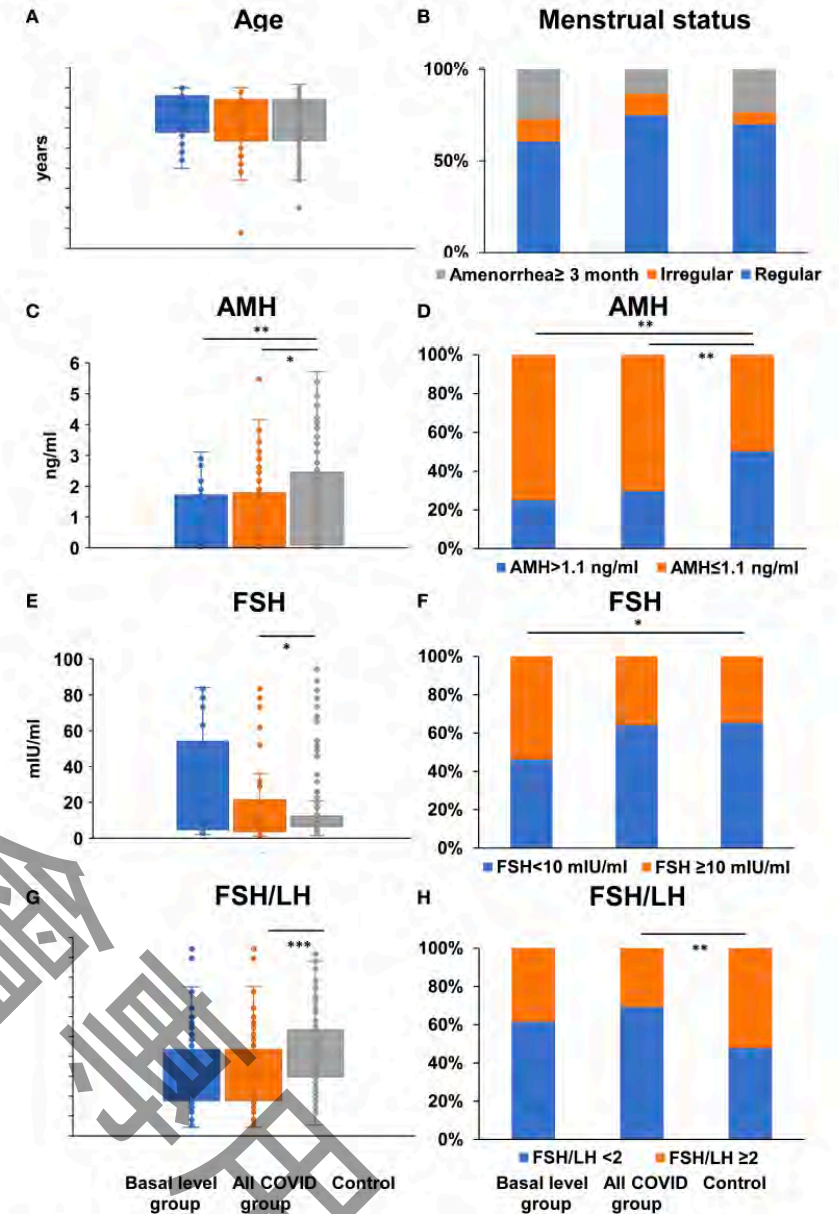 A Age
years
B Menstrual status
100%
50%
0%
Amenorrhea≥ 3 month Irregular Regular
C AMH
**
*
ng/ml
6
5
4
3
2
1
0
D AMH
**
**
100%
80%
60%
40%
20%
0%
AMH>1.1 ng/ml AMH≤1.1 ng/ml
E FSH
*
mIU/ml
100
80
60
40
20
0
F FSH
*
100%
80%
60%
40%
20%
0%
FSH<10 mIU/ml FSH ≥10 mIU/ml
G FSH/LH
***
H FSH/LH
**
100%
80%
60%
40%
20%
0%
FSH/LH <2 FSH/LH ≥2
Basal level All COVID Control
group group
Basal level All COVID Control
group group